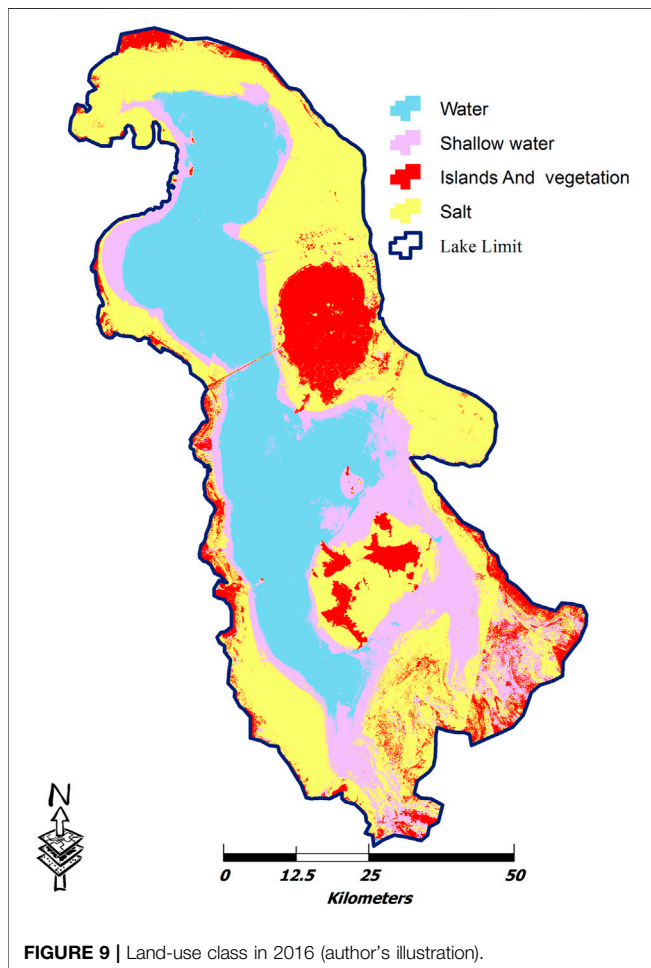 Water
Shallow water
Islands And vegetation
Salt
Lake Limit
N
0 12.5 25 50
Kilometers
FIGURE 9 | Land-use class in 2016 (author's illustration).